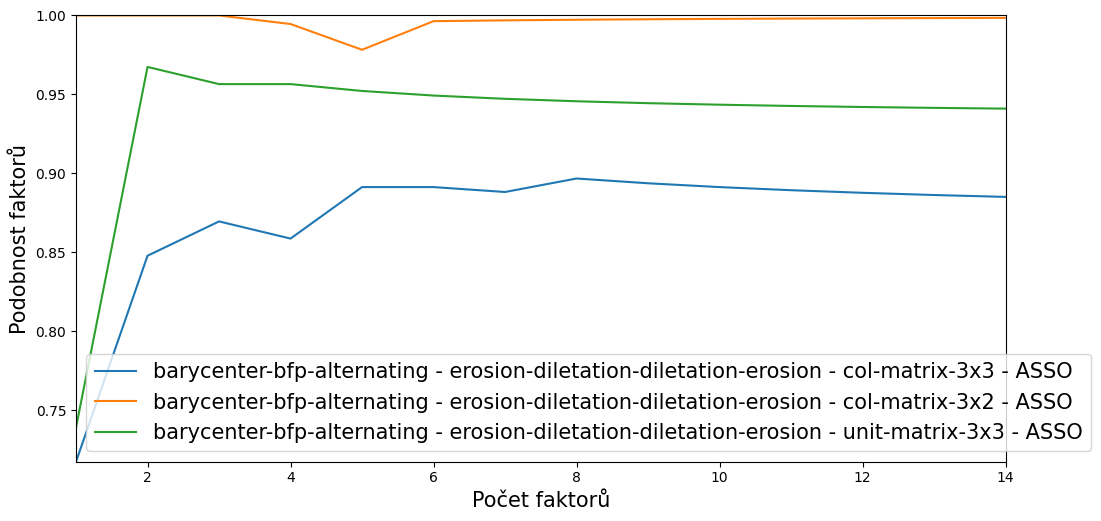 1.00
0.95
0.90
0.85
0.80
0.75
Podobnost faktorů
barycenter-bfp-alternating - erosion-diletation-diletation-erosion - col-matrix-3x3 - ASSO
barycenter-bfp-alternating - erosion-diletation-diletation-erosion - col-matrix-3x2 - ASSO
barycenter-bfp-alternating - erosion-diletation-diletation-erosion - unit-matrix-3x3 - ASSO
2 4 6 8 10 12 14
Počet faktorů